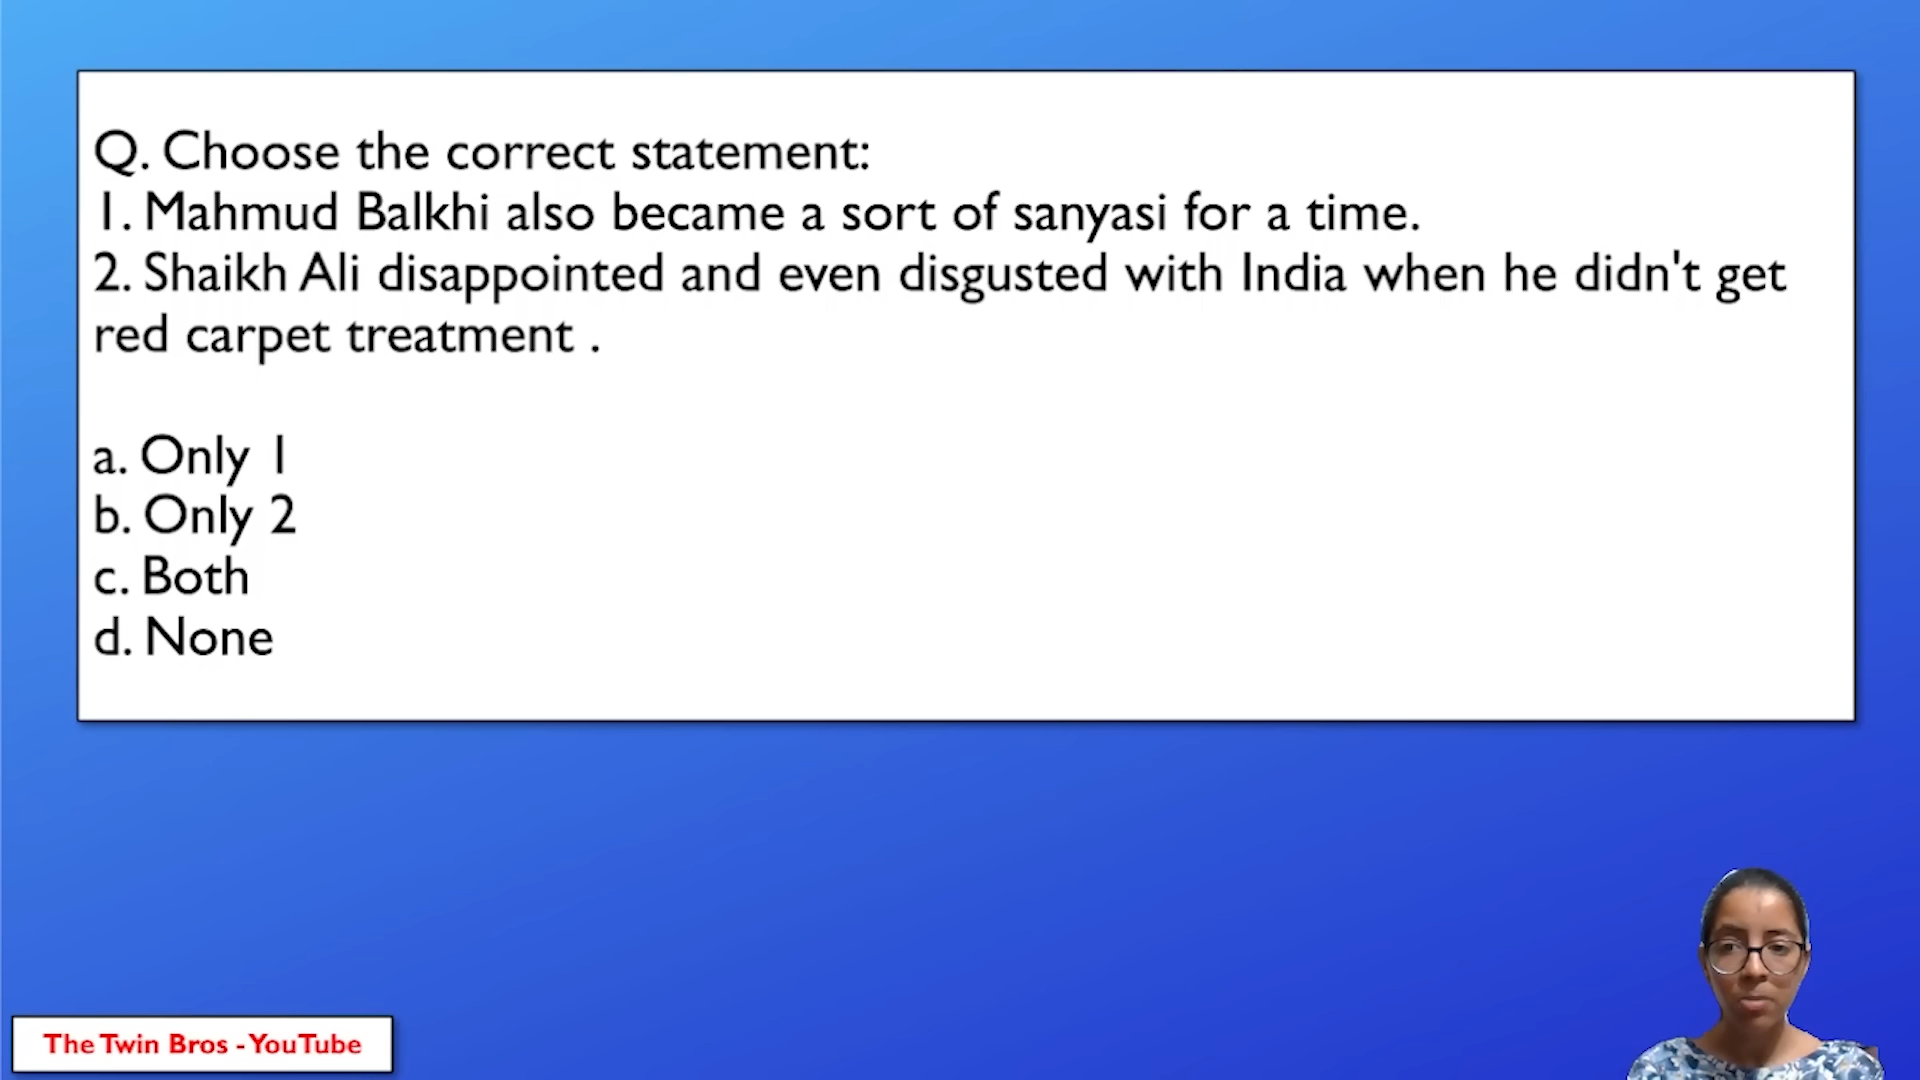 Q. Choose the correct statement:
1. Mahmud Balkhi also became a sort of sanyasi for a time.
2. Shaikh Ali disappointed and even disgusted with India when he didn't get
red carpet treatment .
a. Only 1
b. Only 2
c. Both
d. None
The Twin Bros - YouTube